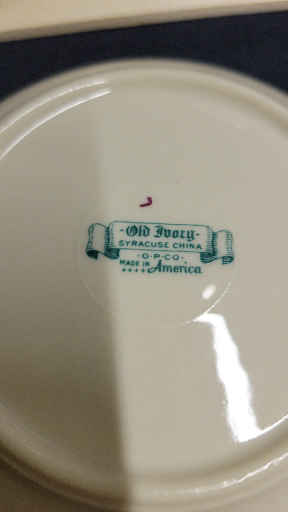 -Old Ivory-
SYRACUSE CHINA
·O·P·CO·
MADE IN America